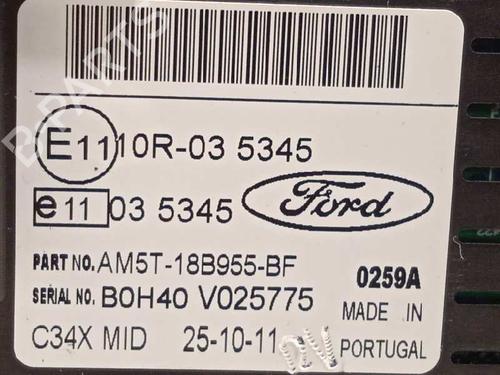 E11 10R-03 5345
e 11 03 5345
Ford
PART NO. AM5T-18B955-BF
0259A
SERIAL NO. B0H40 V025775
MADE IN
C34X MID 25-10-11
PORTUGAL